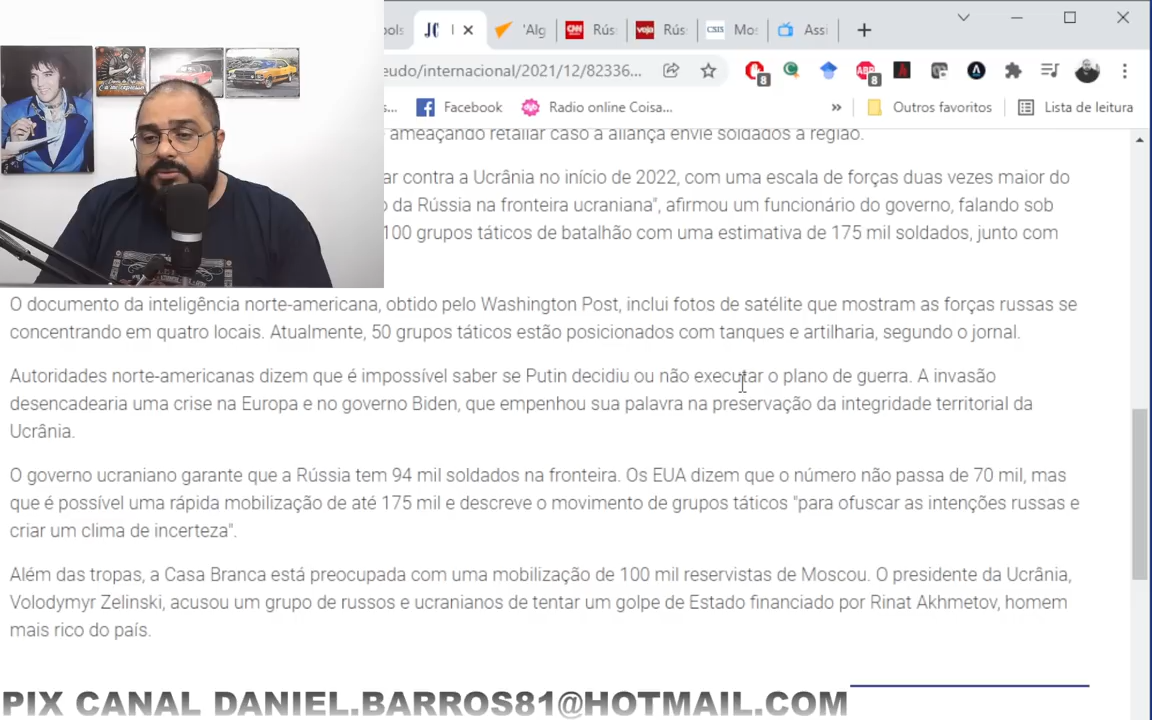 ols
JC
'Alg
CNN
Rús
veja
Rús
CSIS
Mo
Assi
eudo/internacional/2021/12/82336...
8
8
s...
Facebook
Radio online Coisa...
»
Outros favoritos
Lista de leitura
ameaçando retaliar caso a aliança envie soldados à região.
ar contra a Ucrânia no início de 2022, com uma escala de forças duas vezes maior do
o da Rússia na fronteira ucraniana", afirmou um funcionário do governo, falando sob
100 grupos táticos de batalhão com uma estimativa de 175 mil soldados, junto com
O documento da inteligência norte-americana, obtido pelo Washington Post, inclui fotos de satélite que mostram as forças russas se
concentrando em quatro locais. Atualmente, 50 grupos táticos estão posicionados com tanques e artilharia, segundo o jornal.
Autoridades norte-americanas dizem que é impossível saber se Putin decidiu ou não executar o plano de guerra. A invasão
desencadearia uma crise na Europa e no governo Biden, que empenhou sua palavra na preservação da integridade territorial da
Ucrânia.
O governo ucraniano garante que a Rússia tem 94 mil soldados na fronteira. Os EUA dizem que o número não passa de 70 mil, mas
que é possível uma rápida mobilização de até 175 mil e descreve o movimento de grupos táticos "para ofuscar as intenções russas e
criar um clima de incerteza".
Além das tropas, a Casa Branca está preocupada com uma mobilização de 100 mil reservistas de Moscou. O presidente da Ucrânia,
Volodymyr Zelinski, acusou um grupo de russos e ucranianos de tentar um golpe de Estado financiado por Rinat Akhmetov, homem
mais rico do país.
PIX CANAL DANIEL.BARROS81@HOTMAIL.COM